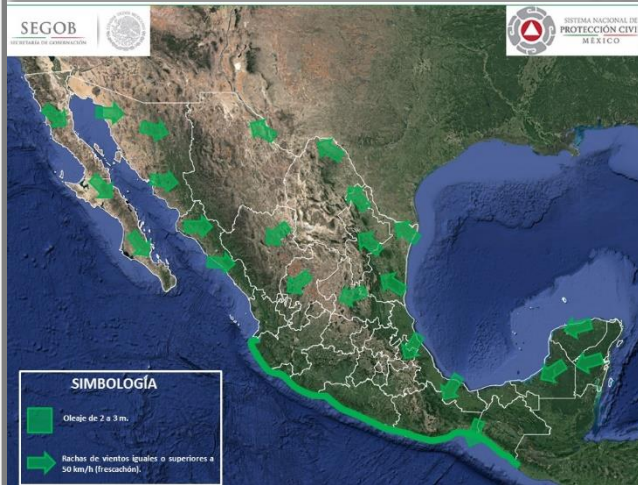 SEGOB
SECRETARÍA DE GOBERNACIÓN
SISTEMA NACIONAL DE
PROTECCIÓN CIVI
MÉXICO
SIMBOLOGÍA
Oleaje de 2 a 3 m.
Rachas de vientos iguales o superiores a
50 km/h (frescachón).